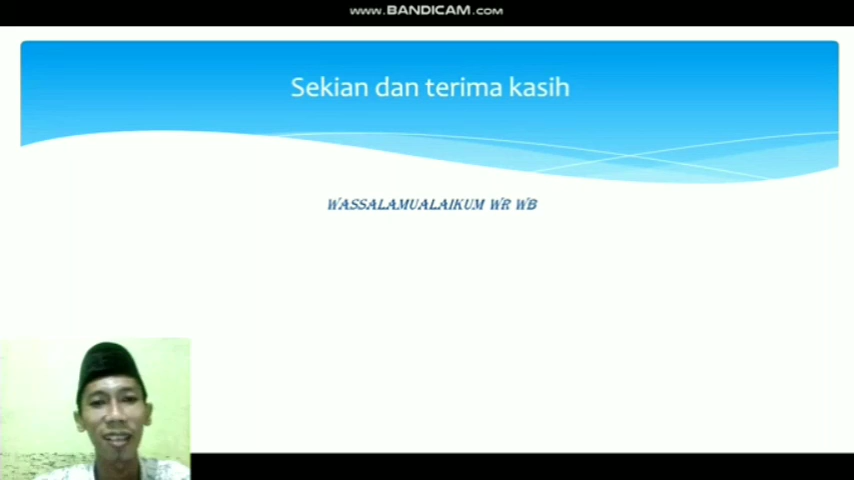 www.BANDICAM.com
Sekian dan terima kasih
WASSALAMUALAIKUM WR WB